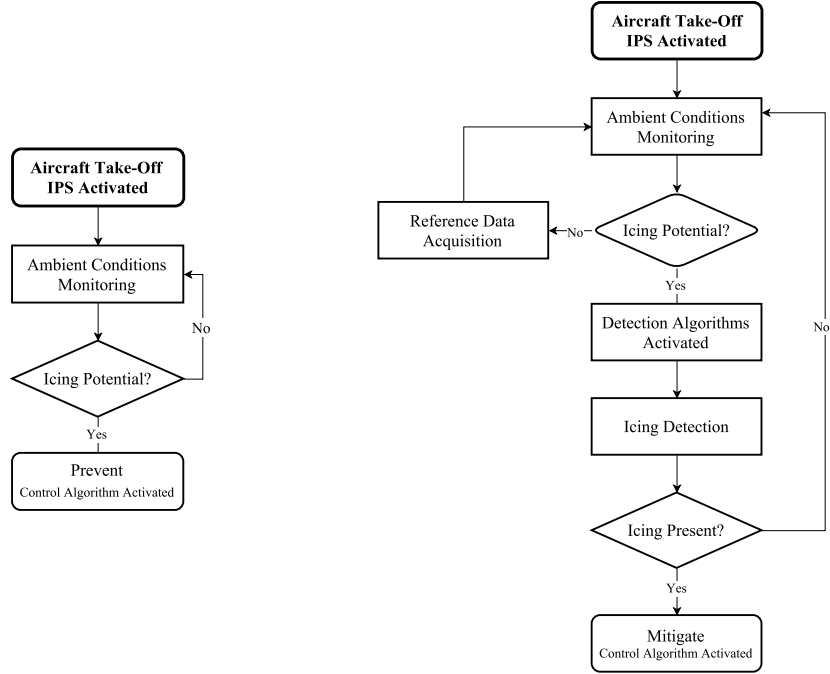 Aircraft Take-Off
IPS Activated
Ambient Conditions
Monitoring
No
Icing Potential?
Yes
Prevent
Control Algorithm Activated
Aircraft Take-Off
IPS Activated
Ambient Conditions
Monitoring
Reference Data
Acquisition
No
Icing Potential?
Yes
Detection Algorithms
Activated
No
Icing Detection
Icing Present?
Yes
Mitigate
Control Algorithm Activated